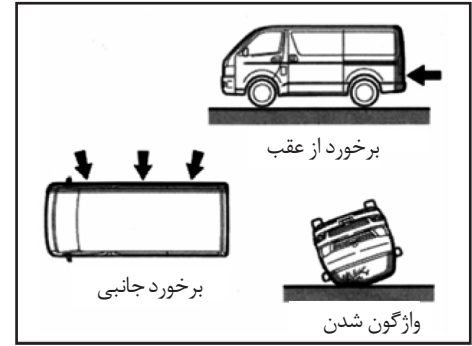 برخورد از عقب
برخورد جانبی
واژگون شدن